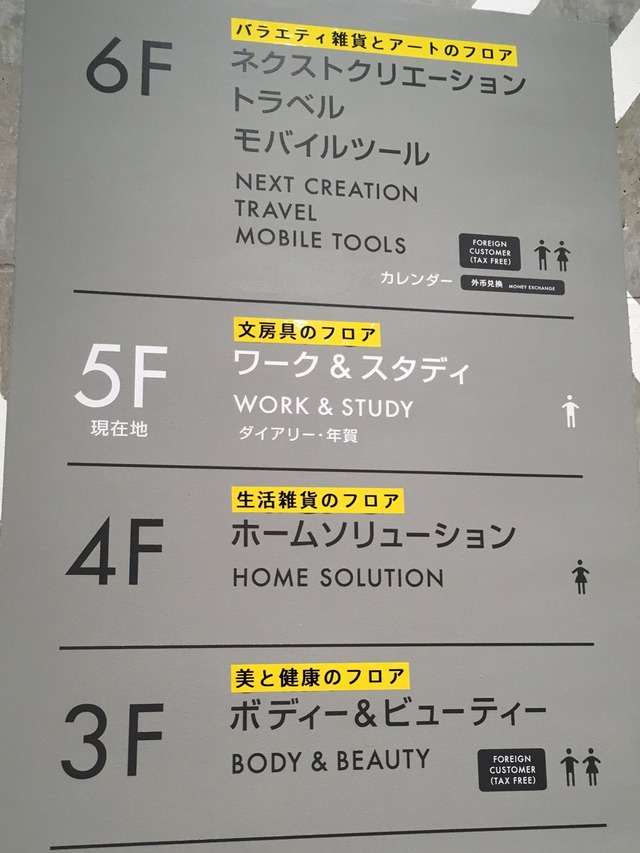 6F
バラエティ雑貨とアートのフロア
ネクストクリエーション
トラベル
モバイルツール
NEXT CREATION
TRAVEL
MOBILE TOOLS
FOREIGN
CUSTOMER
(TAX FREE)
カレンダー
外币兑换 MONEY EXCHANGE
5F
現在地
文房具のフロア
ワーク & スタディ
WORK & STUDY
ダイアリー・年賀
4F
生活雑貨のフロア
ホームソリューション
HOME SOLUTION
3F
美と健康のフロア
ボディー&ビューティー
BODY & BEAUTY
FOREIGN
CUSTOMER
(TAX FREE)